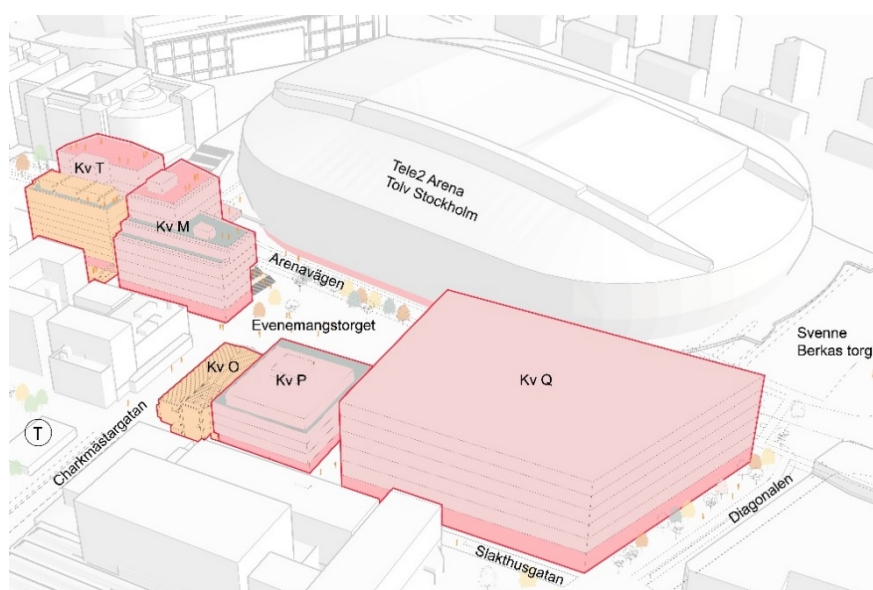 Kv T
Tele2 Arena
Tolv Stockholm
Kv M
Arenavägen
Evenemangstorget
Svenne
Berkas torg
Kv O
Kv P
Kv Q
T
Charkmästargatan
Diagonalen
Slakthusgatan